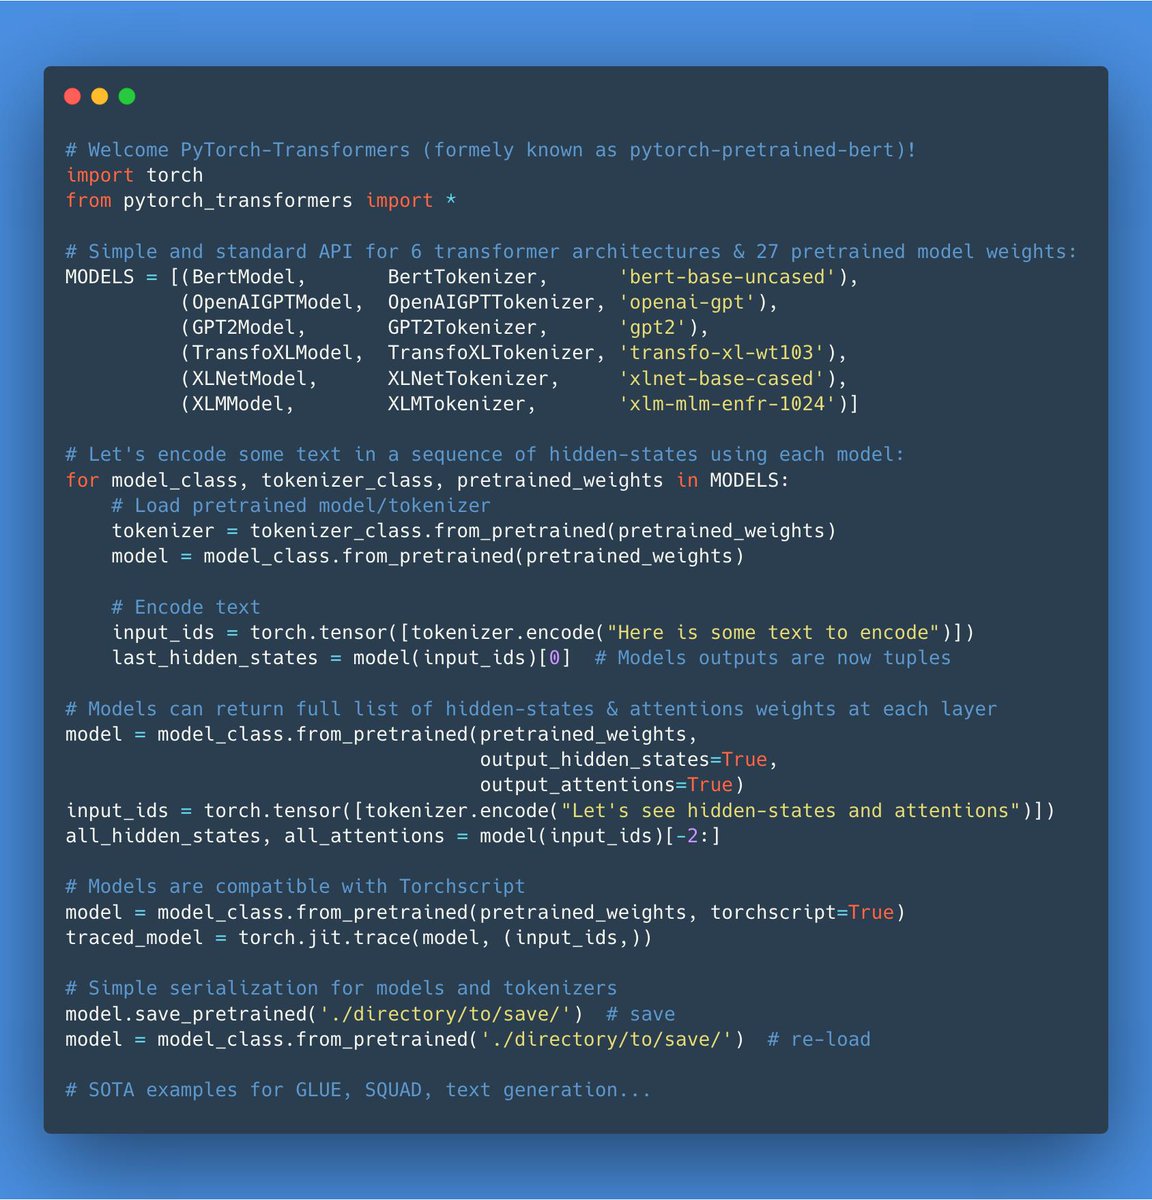 # Welcome PyTorch-Transformers (formely known as pytorch-pretrained-bert)!
import torch
from pytorch_transformers import *

# Simple and standard API for 6 transformer architectures & 27 pretrained model weights:
MODELS = [(BertModel,       BertTokenizer,      'bert-base-uncased'),
          (OpenAIGPTModel,  OpenAIGPTTokenizer, 'openai-gpt'),
          (GPT2Model,       GPT2Tokenizer,      'gpt2'),
          (TransfoXLModel,  TransfoXLTokenizer, 'transfo-xl-wt103'),
          (XLNetModel,      XLNetTokenizer,     'xlnet-base-cased'),
          (XLMModel,        XLMTokenizer,       'xlm-mlm-enfr-1024')]

# Let's encode some text in a sequence of hidden-states using each model:
for model_class, tokenizer_class, pretrained_weights in MODELS:
    # Load pretrained model/tokenizer
    tokenizer = tokenizer_class.from_pretrained(pretrained_weights)
    model = model_class.from_pretrained(pretrained_weights)

    # Encode text
    input_ids = torch.tensor([tokenizer.encode("Here is some text to encode")])
    last_hidden_states = model(input_ids)[0]  # Models outputs are now tuples

# Models can return full list of hidden-states & attentions weights at each layer
model = model_class.from_pretrained(pretrained_weights,
                                    output_hidden_states=True,
                                    output_attentions=True)
input_ids = torch.tensor([tokenizer.encode("Let's see hidden-states and attentions")])
all_hidden_states, all_attentions = model(input_ids)[-2:]

# Models are compatible with Torchscript
model = model_class.from_pretrained(pretrained_weights, torchscript=True)
traced_model = torch.jit.trace(model, (input_ids,))

# Simple serialization for models and tokenizers
model.save_pretrained('./directory/to/save/')  # save
model = model_class.from_pretrained('./directory/to/save/')  # re-load

# SOTA examples for GLUE, SQUAD, text generation...